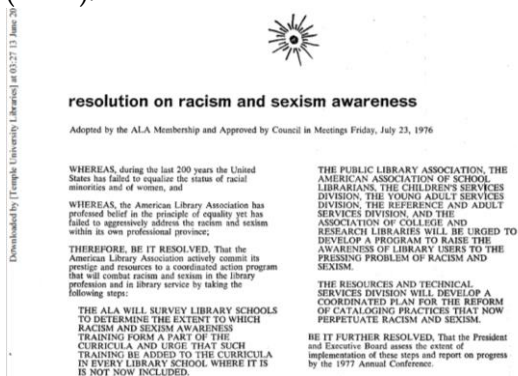 resolution on racism and sexism awareness
Adopted by the ALA Membership and Approved by Council in Meetings Friday, July 23, 1976
WHEREAS, during the last 200 years the United
States has failed to equalize the status of racial
minorities and of women, and
WHEREAS, the American Library Association has
professed belief in the principle of equality yet has
failed to aggressively address the racism and sexism
within its own professional province;
THEREFORE, BE IT RESOLVED, That the
American Library Association actively commit its
prestige and resources to a coordinated action program
that will combat racism and sexism in the library
profession and in library service by taking the
following steps:
THE ALA WILL SURVEY LIBRARY SCHOOLS
TO DETERMINE THE EXTENT TO WHICH
RACISM AND SEXISM AWARENESS
TRAINING FORM A PART OF THE
CURRICULA AND URGE THAT SUCH
TRAINING BE ADDED TO THE CURRICULA
IN EVERY LIBRARY SCHOOL WHERE IT IS
IS NOT NOW INCLUDED.
THE PUBLIC LIBRARY ASSOCIATION, THE
AMERICAN ASSOCIATION OF SCHOOL
LIBRARIANS, THE CHILDREN'S SERVICES
DIVISION, THE YOUNG ADULT SERVICES
DIVISION, THE REFERENCE AND ADULT
SERVICES DIVISION, AND THE
ASSOCIATION OF COLLEGE AND
RESEARCH LIBRARIES WILL BE URGED TO
DEVELOP A PROGRAM TO RAISE THE
AWARENESS OF LIBRARY USERS TO THE
PRESSING PROBLEM OF RACISM AND
SEXISM.
THE RESOURCES AND TECHNICAL
SERVICES DIVISION WILL DEVELOP A
COORDINATED PLAN FOR THE REFORM
OF CATALOGING PRACTICES THAT NOW
PERPETUATE RACISM AND SEXISM.
BE IT FURTHER RESOLVED, That the President
and Executive Board assess the extent of
implementation of these steps and report on progress
by the 1977 Annual Conference.
Downloaded by [Temple University Libraries] at 03:27 13 June 20